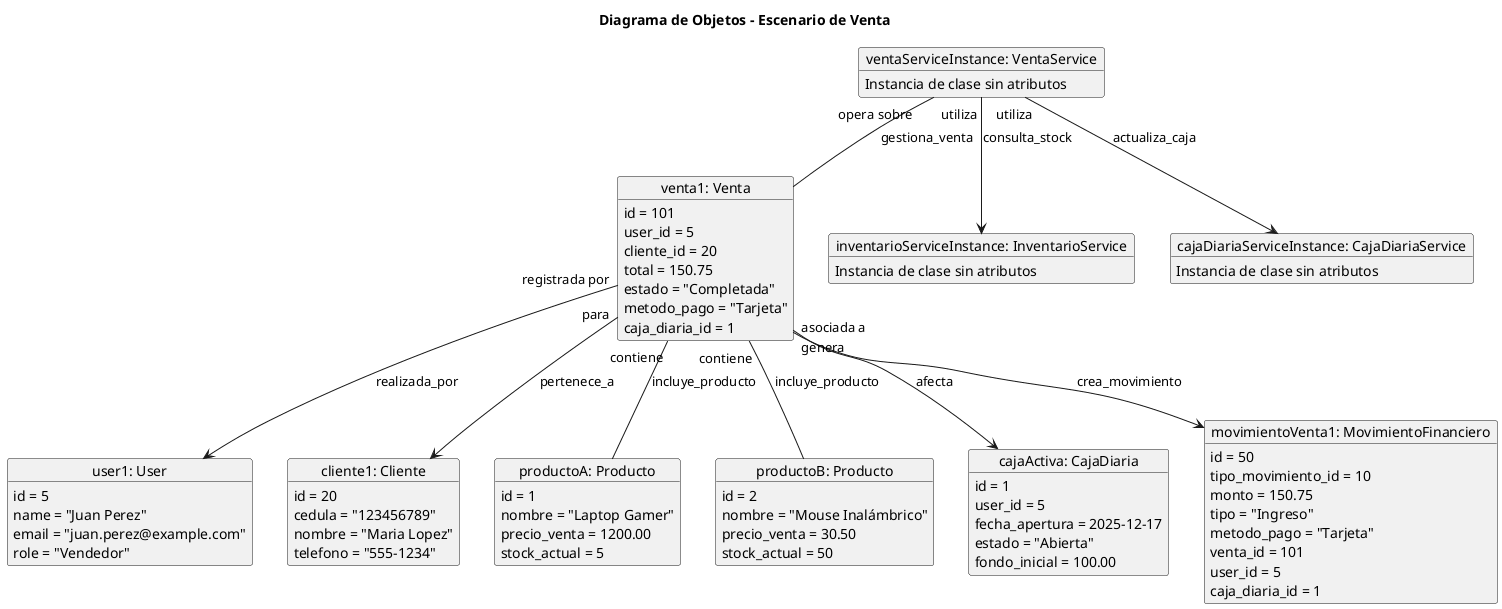 Diagrama de Objetos - Escenario de Venta
ventaServiceInstance: VentaService
Instancia de clase sin atributos
opera sobre
utiliza
utiliza
gestiona_venta
consulta_stock
actualiza_caja
venta1: Venta
id = 101
user_id = 5
cliente_id = 20
total = 150.75
estado = "Completada"
metodo_pago = "Tarjeta"
caja_diaria_id = 1
inventarioServiceInstance: InventarioService
Instancia de clase sin atributos
cajaDiariaServiceInstance: CajaDiariaService
Instancia de clase sin atributos
registrada por
para
contiene
contiene
asociada a
genera
realizada_por
pertenece_a
incluye_producto
incluye_producto
afecta
crea_movimiento
user1: User
id = 5
name = "Juan Perez"
email = "juan.perez@example.com"
role = "Vendedor"
cliente1: Cliente
id = 20
cedula = "123456789"
nombre = "Maria Lopez"
telefono = "555-1234"
productoA: Producto
id = 1
nombre = "Laptop Gamer"
precio_venta = 1200.00
stock_actual = 5
productoB: Producto
id = 2
nombre = "Mouse Inalámbrico"
precio_venta = 30.50
stock_actual = 50
cajaActiva: CajaDiaria
id = 1
user_id = 5
fecha_apertura = 2025-12-17
estado = "Abierta"
fondo_inicial = 100.00
movimientoVenta1: MovimientoFinanciero
id = 50
tipo_movimiento_id = 10
monto = 150.75
tipo = "Ingreso"
metodo_pago = "Tarjeta"
venta_id = 101
user_id = 5
caja_diaria_id = 1